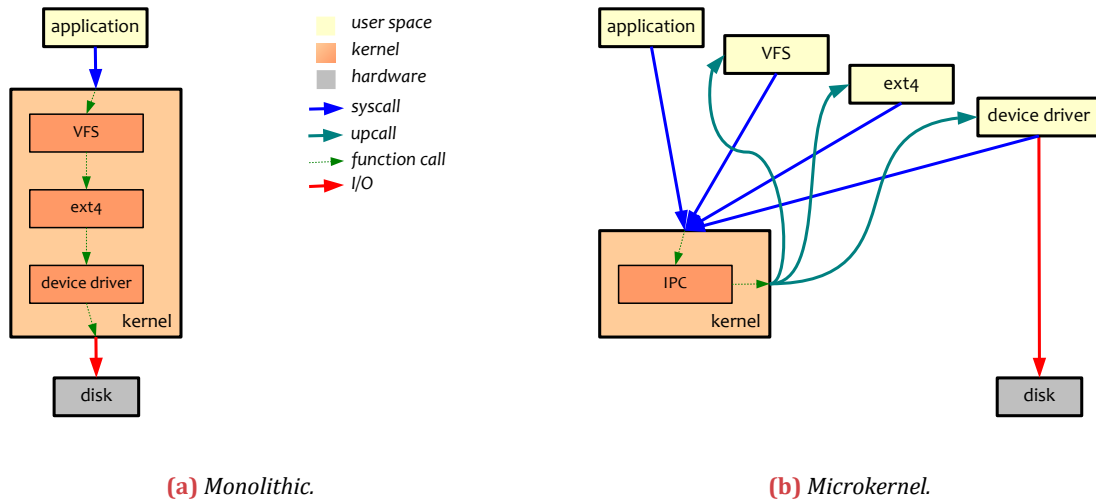 application
VFS
ext4
device driver
kernel
disk
user space
kernel
hardware
syscall
upcall
function call
I/O
application
VFS
ext4
device driver
IPC
kernel
disk
(a) Monolithic.
(b) Microkernel.